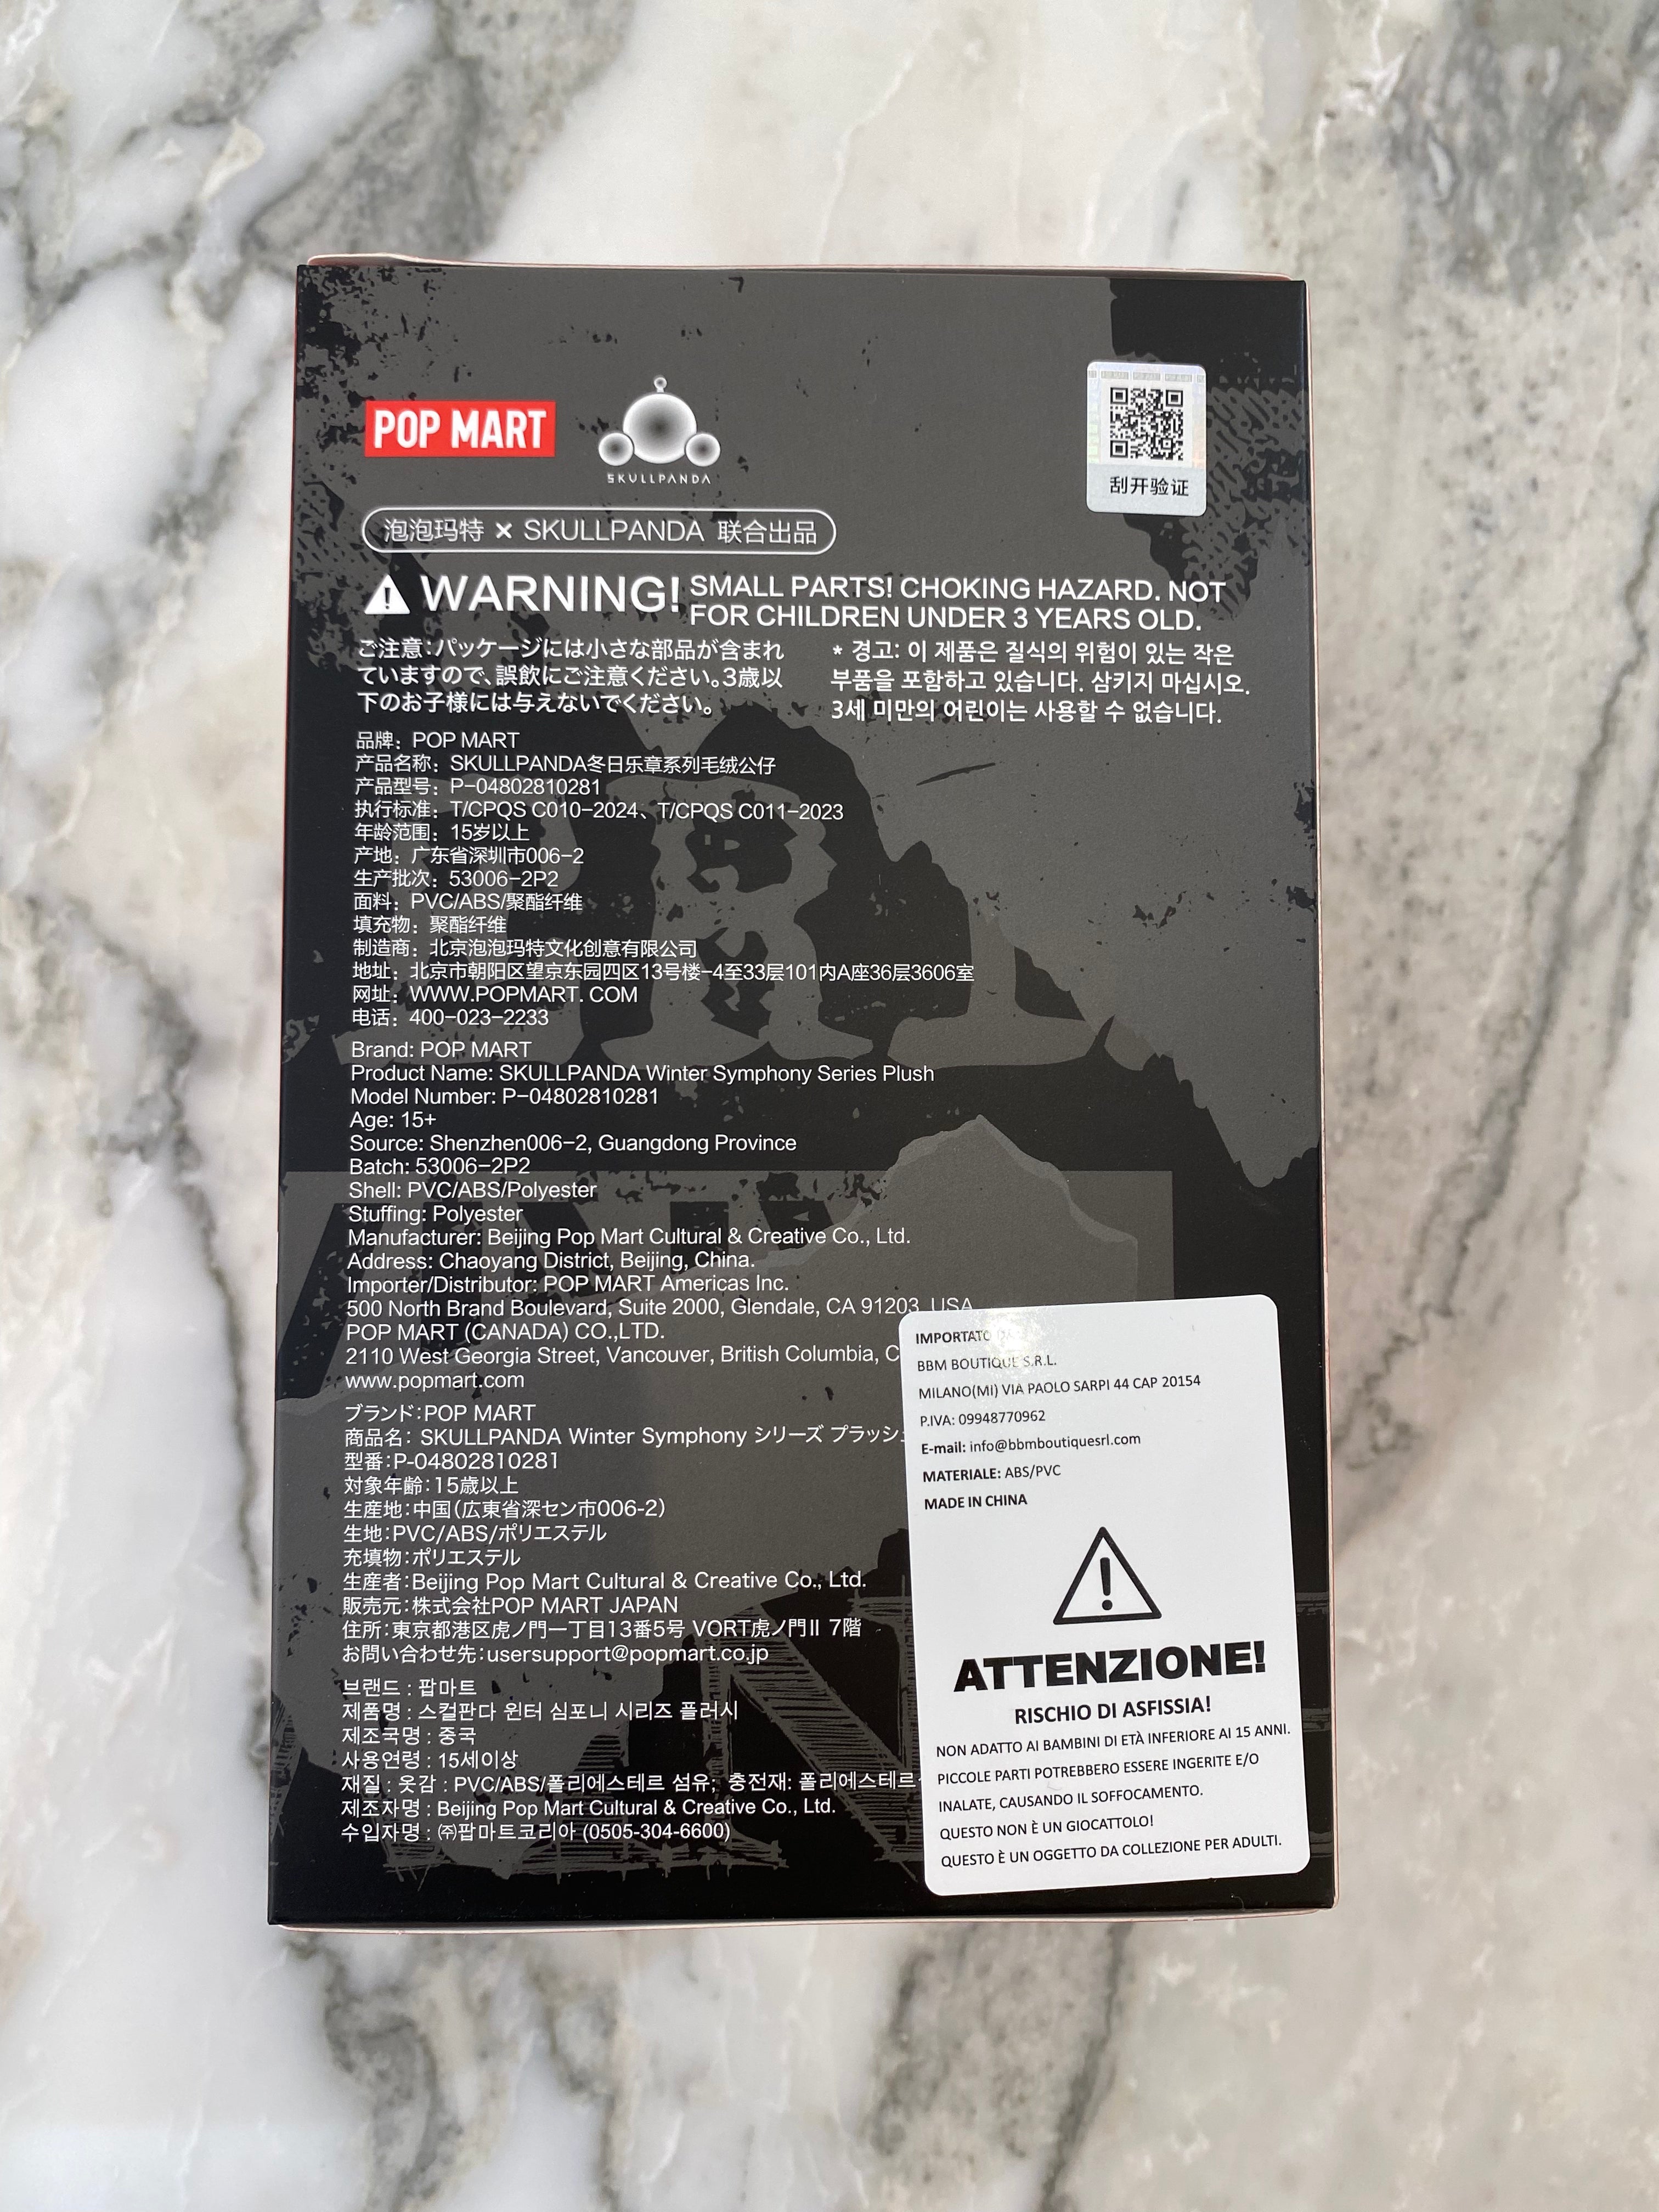 POP MART
SKULLPANDA
刮开验证
泡泡玛特 × SKULLPANDA 联合出品
WARNING! SMALL PARTS! CHOKING HAZARD. NOT
FOR CHILDREN UNDER 3 YEARS OLD.
ご注意:パッケージには小さな部品が含まれ
ていますので、誤飲にご注意ください。3歳以
下のお子様には与えないでください。
* 경고: 이 제품은 질식의 위험이 있는 작은
부품을 포함하고 있습니다. 삼키지 마십시오.
3세 미만의 어린이는 사용할 수 없습니다.
品牌：POP MART
产品名称：SKULLPANDA冬日乐章系列毛绒公仔
产品型号：P-04802810281
执行标准：T/CPQS C010-2024、T/CPQS C011-2023
年龄范围：15岁以上
产地：广东省深圳市006-2
生产批次：53006-2P2
面料：PVC/ABS/聚酯纤维
填充物：聚酯纤维
制造商：北京泡泡玛特文化创意有限公司
地址：北京市朝阳区望京东园四区13号楼-4至33层101内A座36层3606室
网址：WWW.POPMART. COM
电话：400-023-2233
Brand: POP MART
Product Name: SKULLPANDA Winter Symphony Series Plush
Model Number: P-04802810281
Age: 15+
Source: Shenzhen006-2, Guangdong Province
Batch: 53006-2P2
Shell: PVC/ABS/Polyester
Stuffing: Polyester
Manufacturer: Beijing Pop Mart Cultural & Creative Co., Ltd.
Address: Chaoyang District, Beijing, China.
Importer/Distributor: POP MART Americas Inc.
500 North Brand Boulevard, Suite 2000, Glendale, CA 91203, USA
POP MART (CANADA) CO.,LTD.
2110 West Georgia Street, Vancouver, British Columbia, C
www.popmart.com
ブランド:POP MART
商品名: SKULLPANDA Winter Symphony シリーズ プラッシュ
型番:P-04802810281
対象年齢:15歳以上
生産地:中国(広東省深セン市006-2)
生地:PVC/ABS/ポリエステル
充填物:ポリエステル
生産者:Beijing Pop Mart Cultural & Creative Co., Ltd.
販売元:株式会社POP MART JAPAN
住所:東京都港区虎ノ門一丁目13番5号 VORT虎ノ門II 7階
お問い合わせ先:usersupport@popmart.co.jp
브랜드 : 팝마트
제품명 : 스컬판다 윈터 심포니 시리즈 플러시
제조국명 : 중국
사용연령 : 15세이상
재질 : 옷감 : PVC/ABS/폴리에스테르 섬유; 충전재: 폴리에스테르
제조자명 : Beijing Pop Mart Cultural & Creative Co., Ltd.
수입자명 : ㈜팝마트코리아 (0505-304-6600)
IMPORTATO DA
BBM BOUTIQUE S.R.L.
MILANO(MI) VIA PAOLO SARPI 44 CAP 20154
P.IVA: 09948770962
E-mail: info@bbmboutiquesrl.com
MATERIALE: ABS/PVC
MADE IN CHINA
ATTENZIONE!
RISCHIO DI ASFISSIA!
NON ADATTO AI BAMBINI DI ETÀ INFERIORE AI 15 ANNI.
PICCOLE PARTI POTREBBERO ESSERE INGERITE E/O
INALATE, CAUSANDO IL SOFFOCAMENTO.
QUESTO NON È UN GIOCATTOLO!
QUESTO È UN OGGETTO DA COLLEZIONE PER ADULTI.